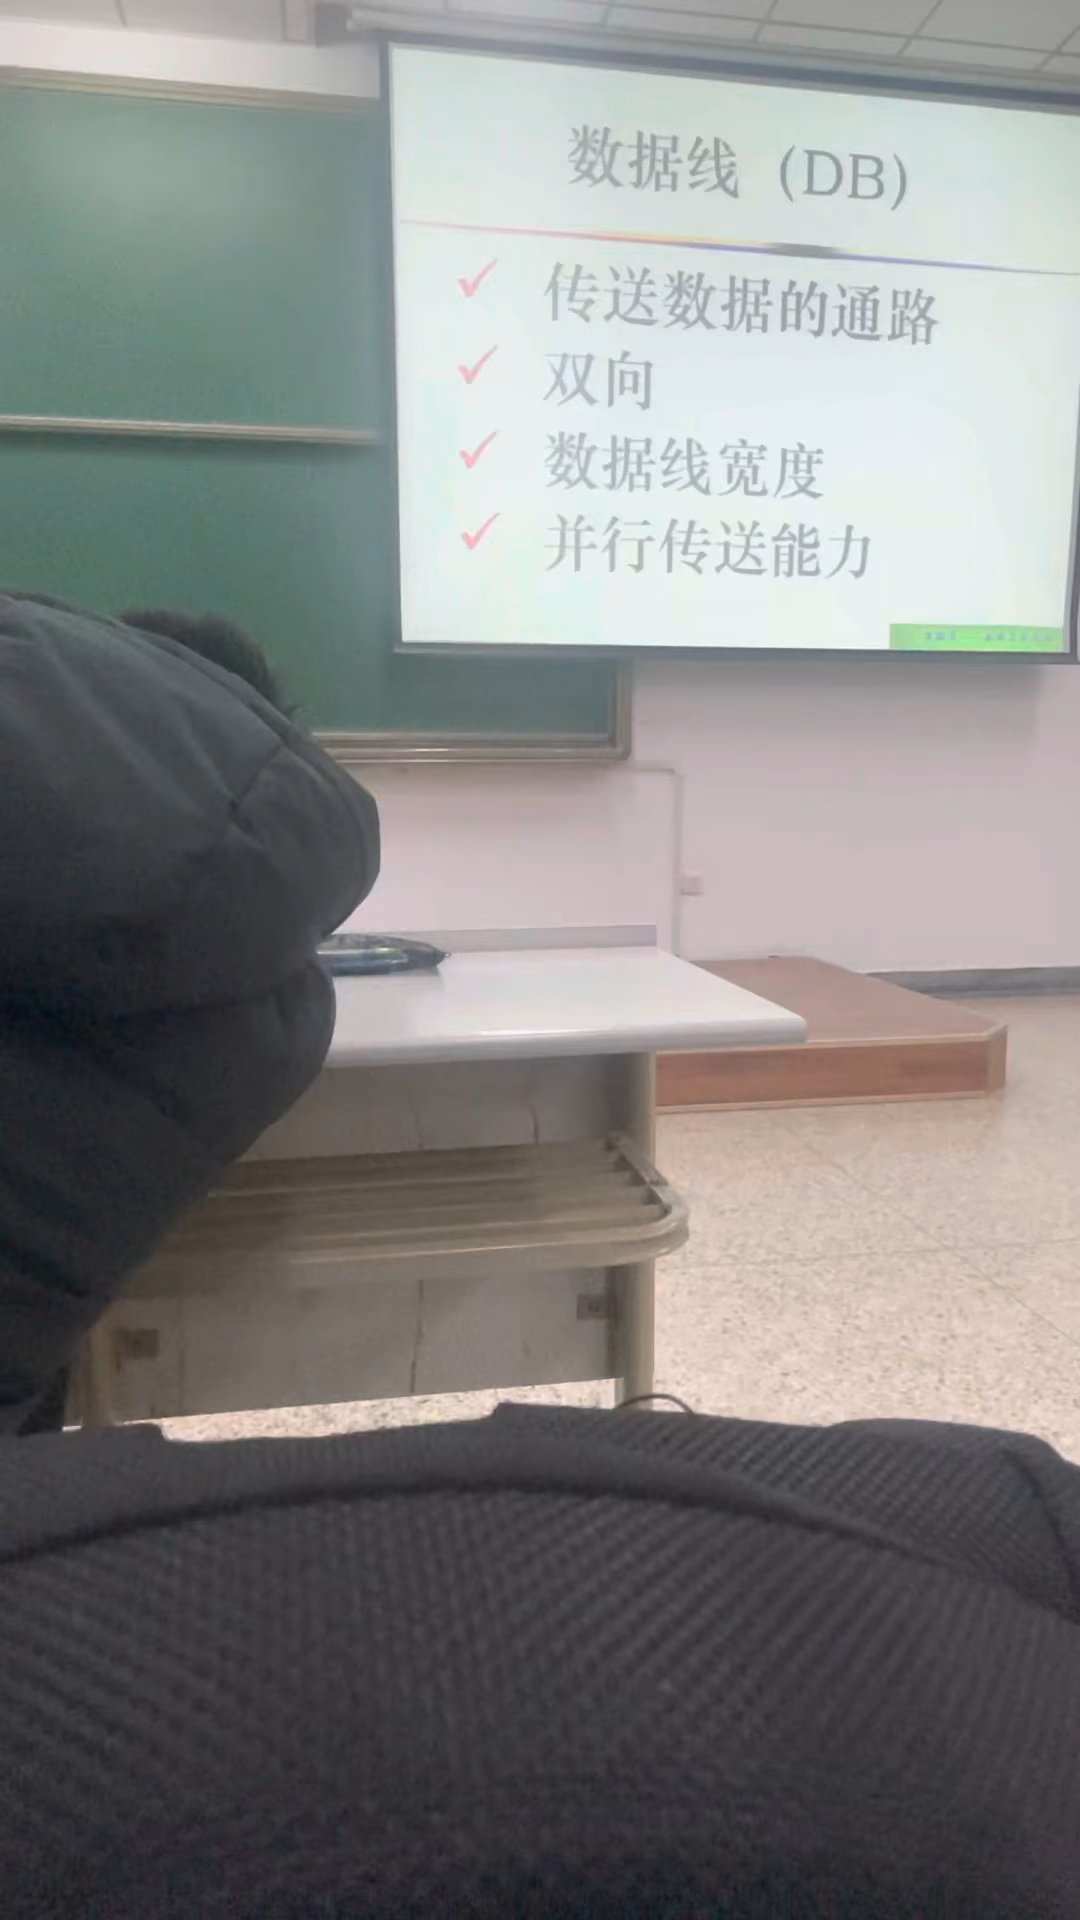 数据线（DB）
传送数据的通路
双向
数据线宽度
并行传送能力